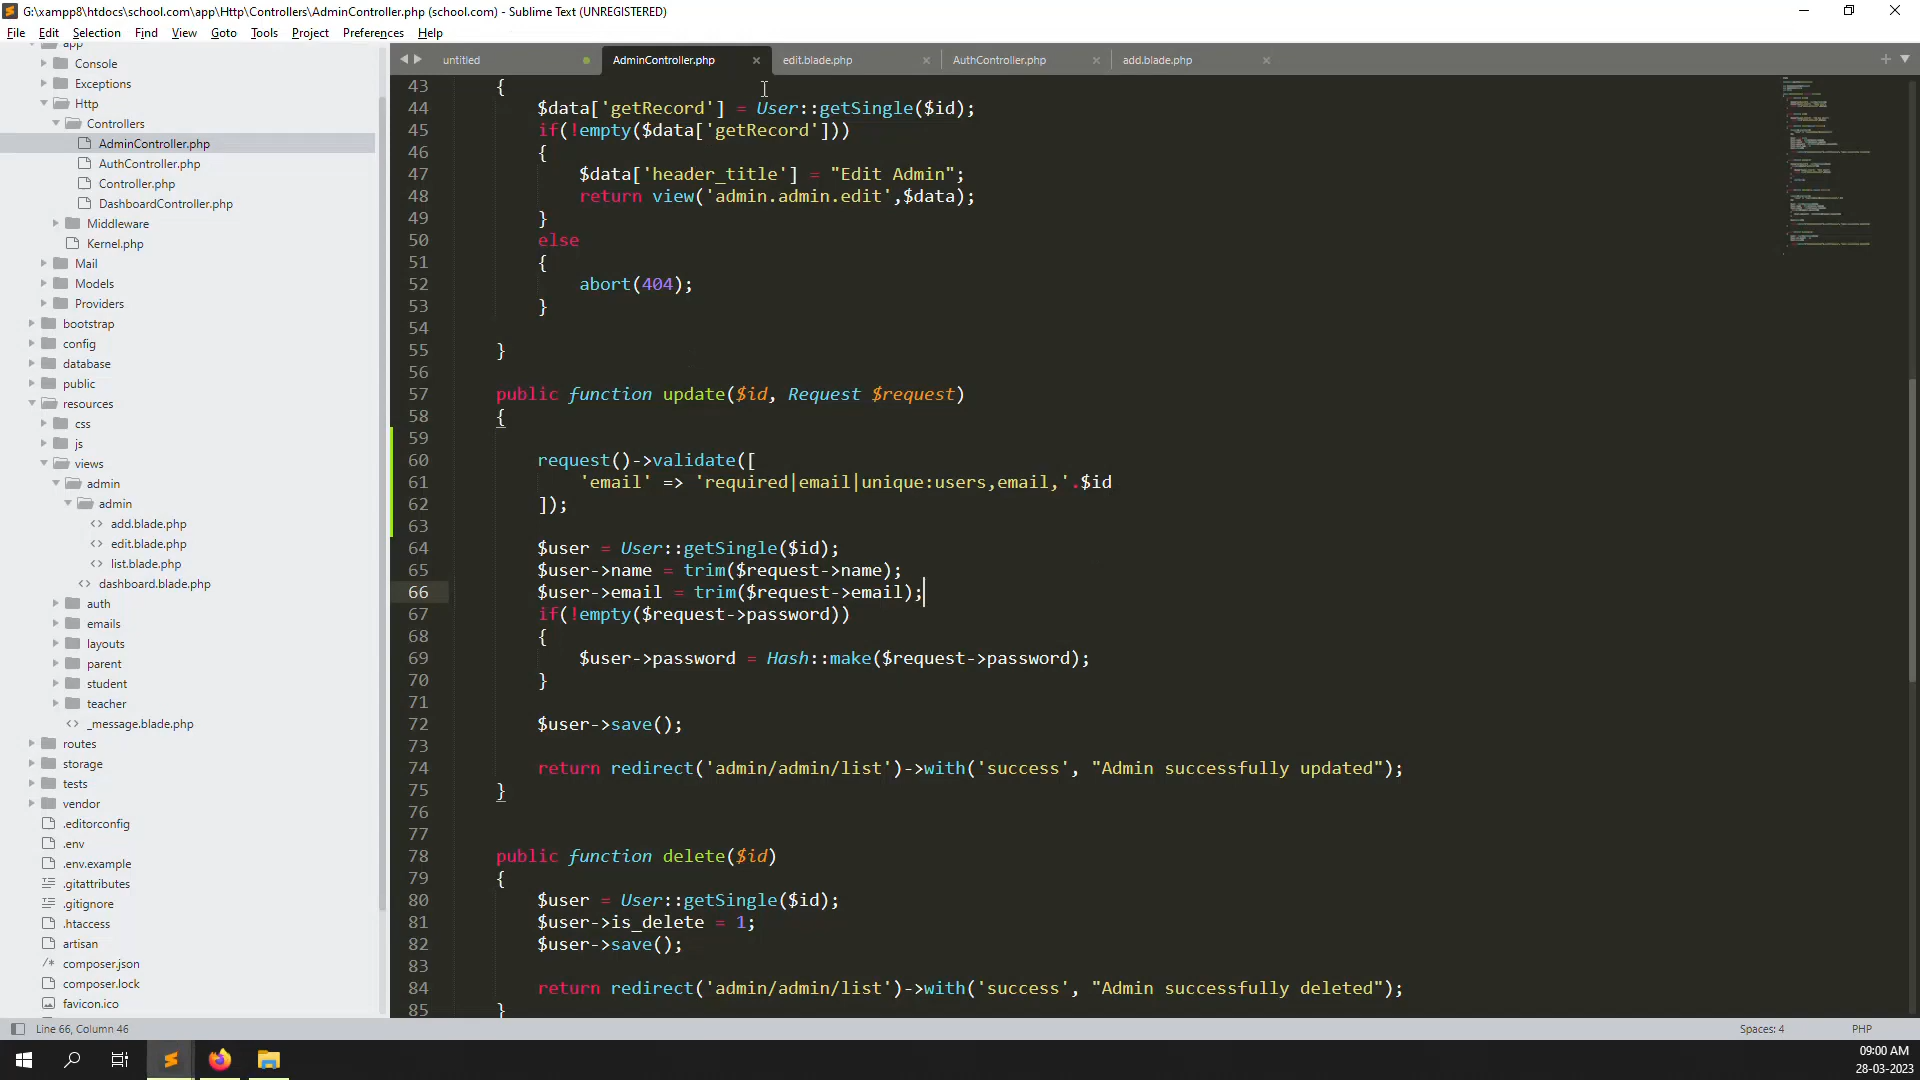 G:\xampp8\htdocs\school.com\app\Http\Controllers\AdminController.php (school.com) - Sublime Text (UNREGISTERED)
File Edit Selection Find View Goto Tools Project Preferences Help
app
Console
Exceptions
Http
Controllers
AdminController.php
AuthController.php
Controller.php
DashboardController.php
Middleware
Kernel.php
Mail
Models
Providers
bootstrap
config
database
public
resources
css
js
views
admin
admin
add.blade.php
edit.blade.php
list.blade.php
dashboard.blade.php
auth
emails
layouts
parent
student
teacher
_message.blade.php
routes
storage
tests
vendor
.editorconfig
.env
.env.example
.gitattributes
.gitignore
.htaccess
artisan
composer.json
composer.lock
favicon.ico
untitled AdminController.php edit.blade.php AuthController.php add.blade.php
43 {
44 $data['getRecord'] = User::getSingle($id);
45 if(!empty($data['getRecord']))
46 {
47 $data['header_title'] = "Edit Admin";
48 return view('admin.admin.edit',$data);
49 }
50 else
51 {
52 abort(404);
53 }
54
55 }
56
57 public function update($id, Request $request)
58 {
59
60 request()->validate([
61 'email' => 'required|email|unique:users,email,'.$id
62 ]);
63
64 $user = User::getSingle($id);
65 $user->name = trim($request->name);
66 $user->email = trim($request->email);
67 if(!empty($request->password))
68 {
69 $user->password = Hash::make($request->password);
70 }
71
72 $user->save();
73
74 return redirect('admin/admin/list')->with('success', "Admin successfully updated");
75 }
76
77
78 public function delete($id)
79 {
80 $user = User::getSingle($id);
81 $user->is_delete = 1;
82 $user->save();
83
84 return redirect('admin/admin/list')->with('success', "Admin successfully deleted");
85 }
Line 66, Column 46
Spaces: 4 PHP
09:00 AM
28-03-2023